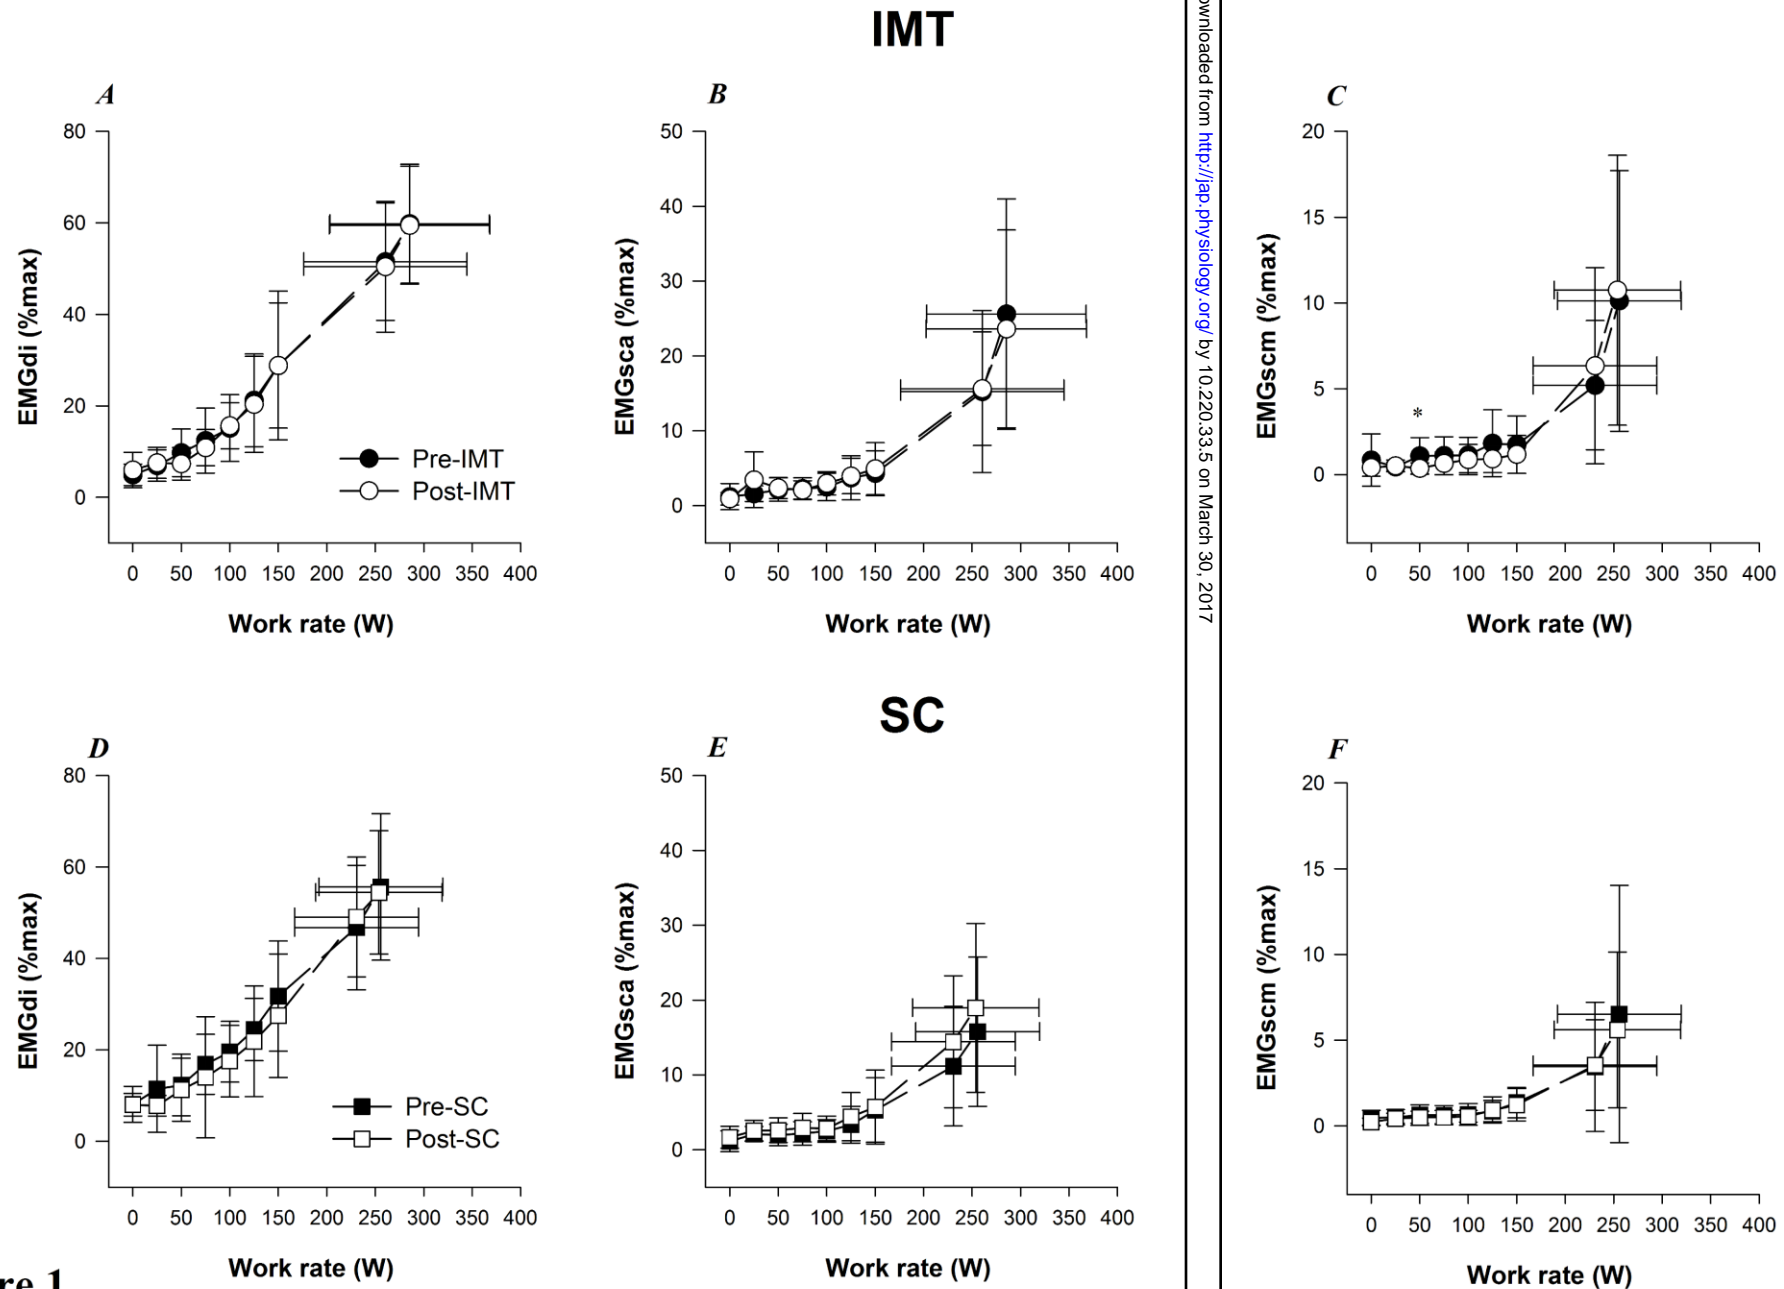 IMT
A
B
C
80
60
40
20
0
EMGdi (%max)
Pre-IMT
Post-IMT
0 50 100 150 200 250 300 350 400
Work rate (W)
50
40
30
20
10
0
EMGsca (%max)
0 50 100 150 200 250 300 350 400
Work rate (W)
20
15
10
5
0
EMGscm (%max)
*
0 50 100 150 200 250 300 350 400
Work rate (W)
ownloaded from http://jap.physiology.org/ by 10.220.33.5 on March 30, 2017
SC
D
E
F
80
60
40
20
0
EMGdi (%max)
Pre-SC
Post-SC
0 50 100 150 200 250 300 350 400
Work rate (W)
50
40
30
20
10
0
EMGsca (%max)
0 50 100 150 200 250 300 350 400
Work rate (W)
20
15
10
5
0
EMGscm (%max)
0 50 100 150 200 250 300 350 400
Work rate (W)
re 1